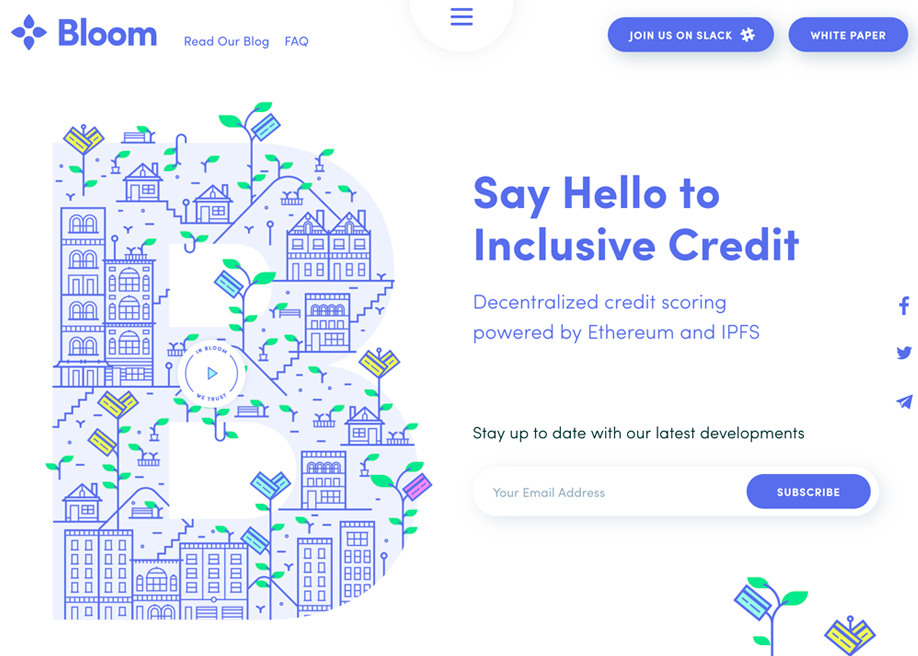 Bloom
Read Our Blog
FAQ
JOIN US ON SLACK
WHITE PAPER
Say Hello to
Inclusive Credit
Decentralized credit scoring
powered by Ethereum and IPFS
IN BLOOM
WE TRUST
Stay up to date with our latest developments
Your Email Address
SUBSCRIBE